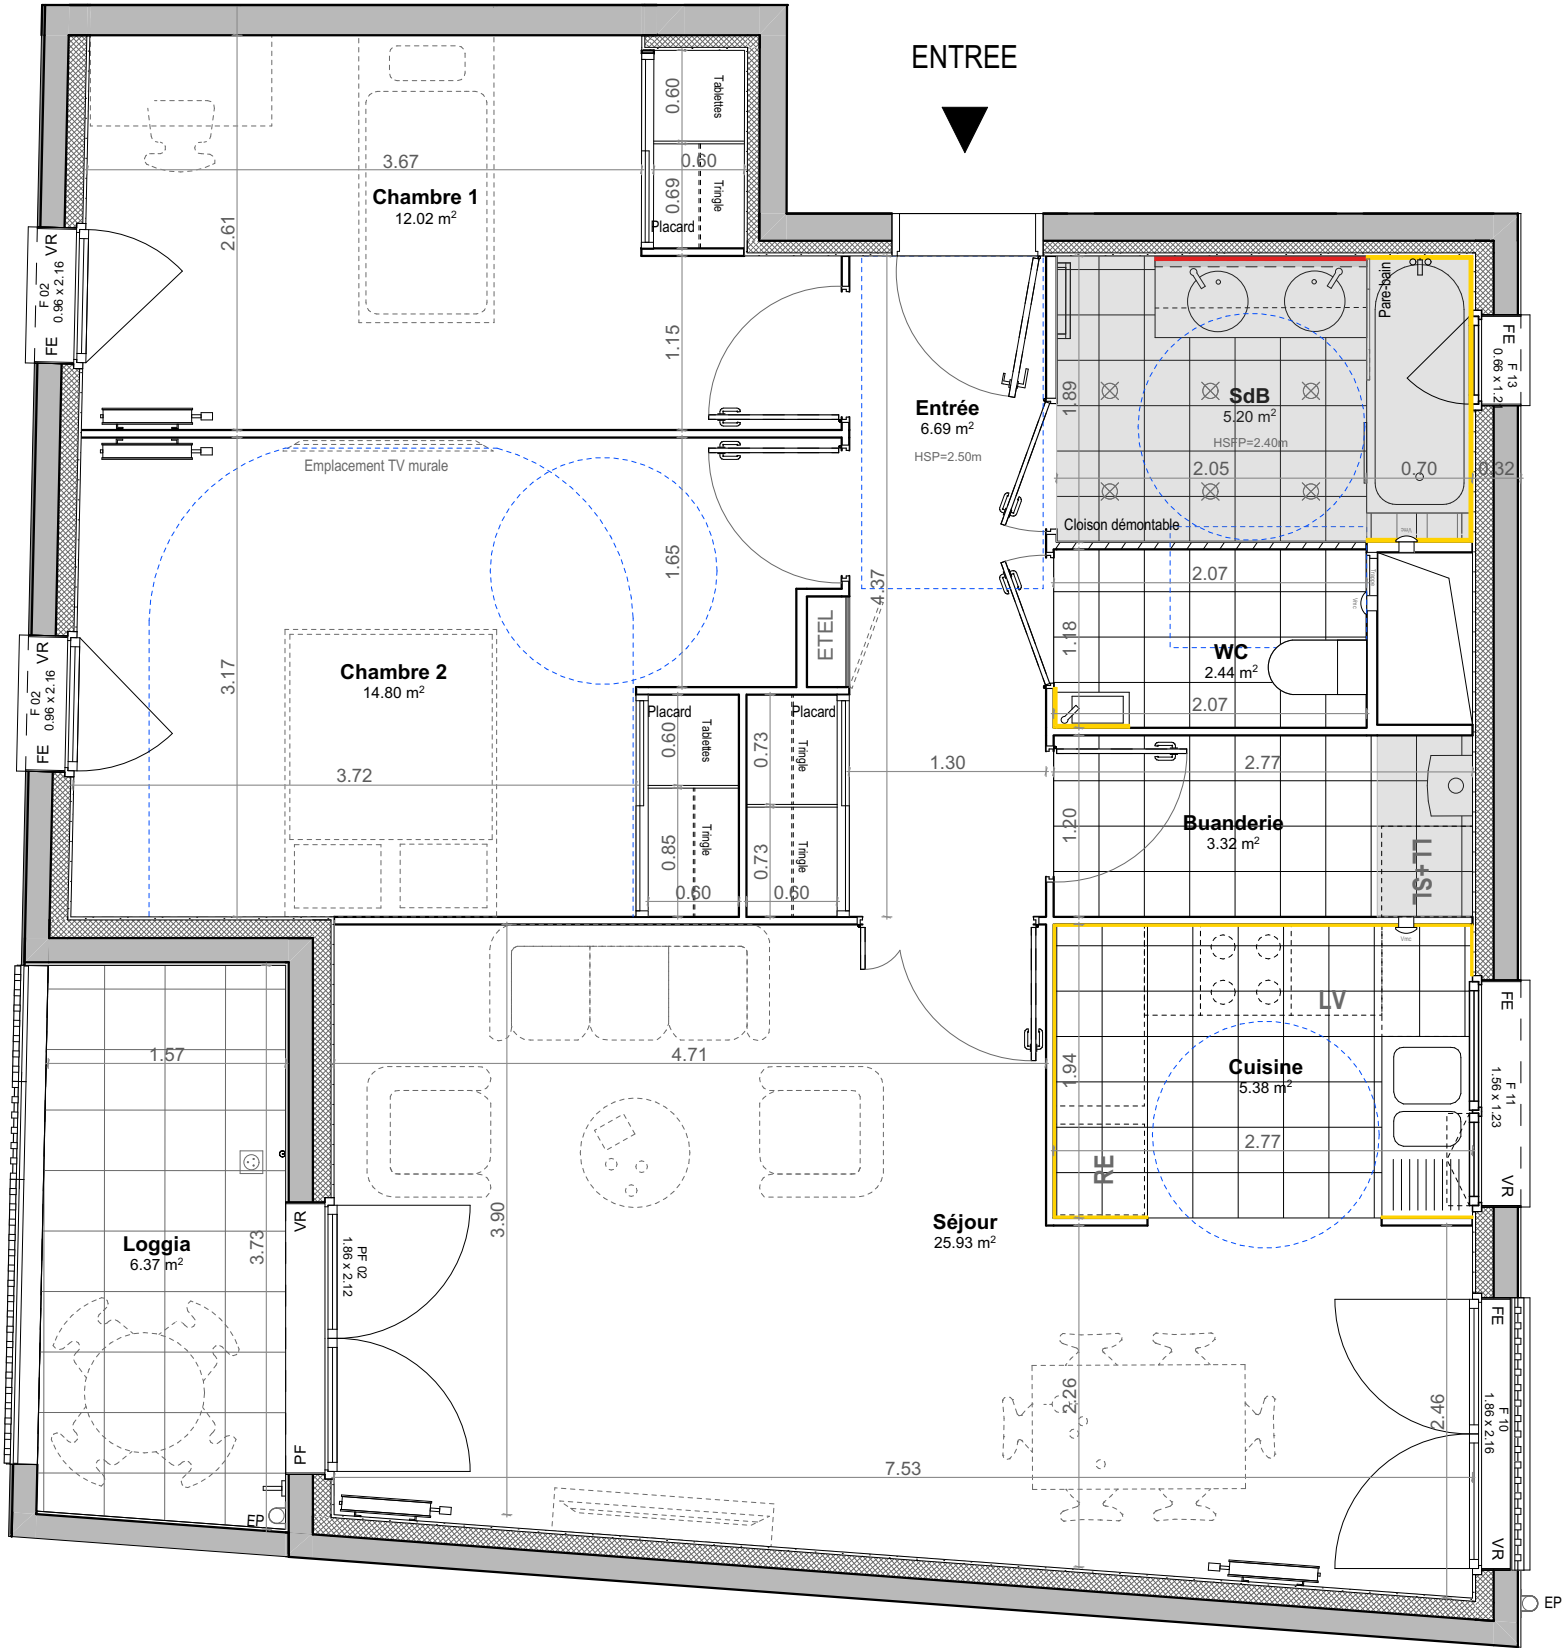 ENTREE
Tablettes
0.60
3.67
0.60
Chambre 1
12.02 m²
0.69
Tringle
Placard
2.61
VR
F 02
0.96 x 2.16
FE
1.15
Pare-bain
FE
F 13
0.66 x 1.2
1.89
SdB
5.20 m²
HSFP=2.40m
Entrée
6.69 m²
HSP=2.50m
Emplacement TV murale
2.05
0.70
0.32
Cloison démontable
Vmc
1.65
4.37
2.07
Trappe
Vmc
ETEL
1.18
WC
2.44 m²
2.07
VR
F 02
0.96 x 2.16
FE
3.17
Chambre 2
14.80 m²
Placard
Placard
0.60
Tablettes
0.73
Tringle
3.72
1.30
2.77
1.20
Buanderie
3.32 m²
LL+SL
0.85
Tringle
0.73
Tringle
0.60
0.60
Vmc
LV
FE
F 11
1.56 x 1.23
VR
1.57
4.71
1.94
Cuisine
5.38 m²
2.77
RE
3.90
Séjour
25.93 m²
Loggia
6.37 m²
3.73
VR
PF 02
1.86 x 2.12
PF
FE
F 10
1.86 x 2.16
VR
2.26
2.46
7.53
EP
EP